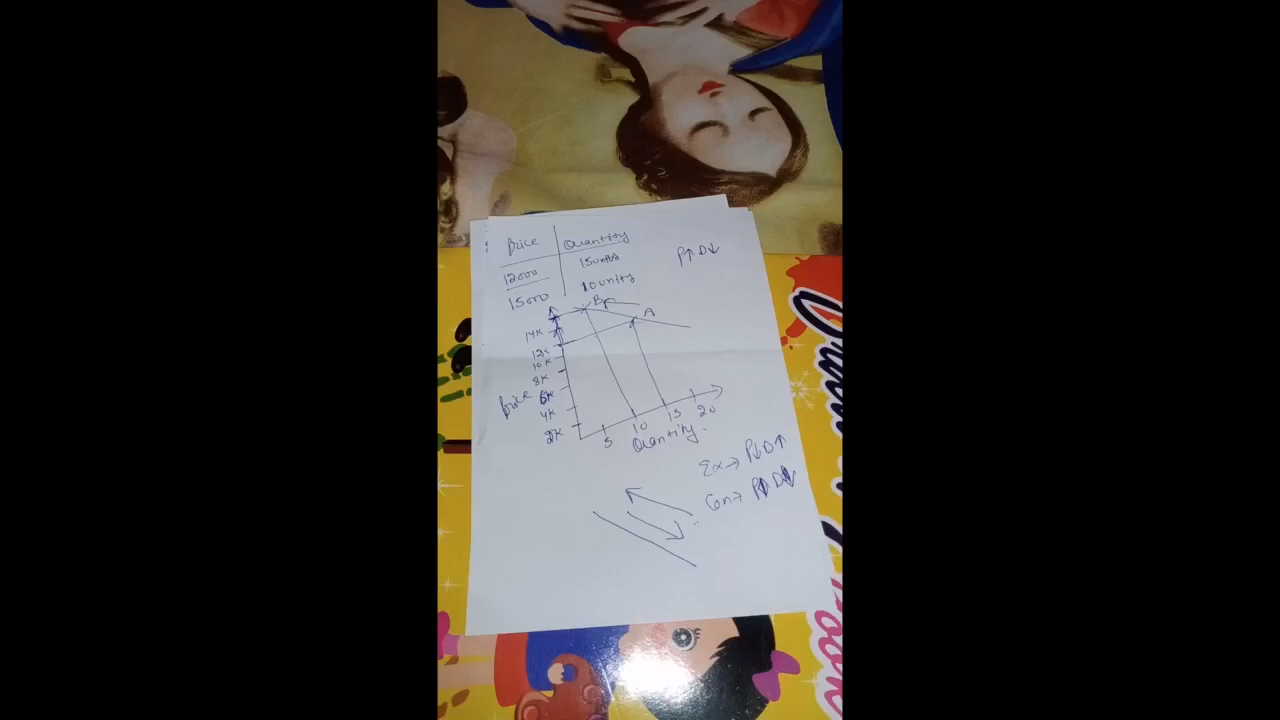 Price Quantity
12000 15units
15000 10units
P↑ D↓
B
A
14K
12K
10K
8K
6K
4K
2K
Price
5 10 15 20
Quantity
Ex → P↓ D↑
Con → P↑ D↓